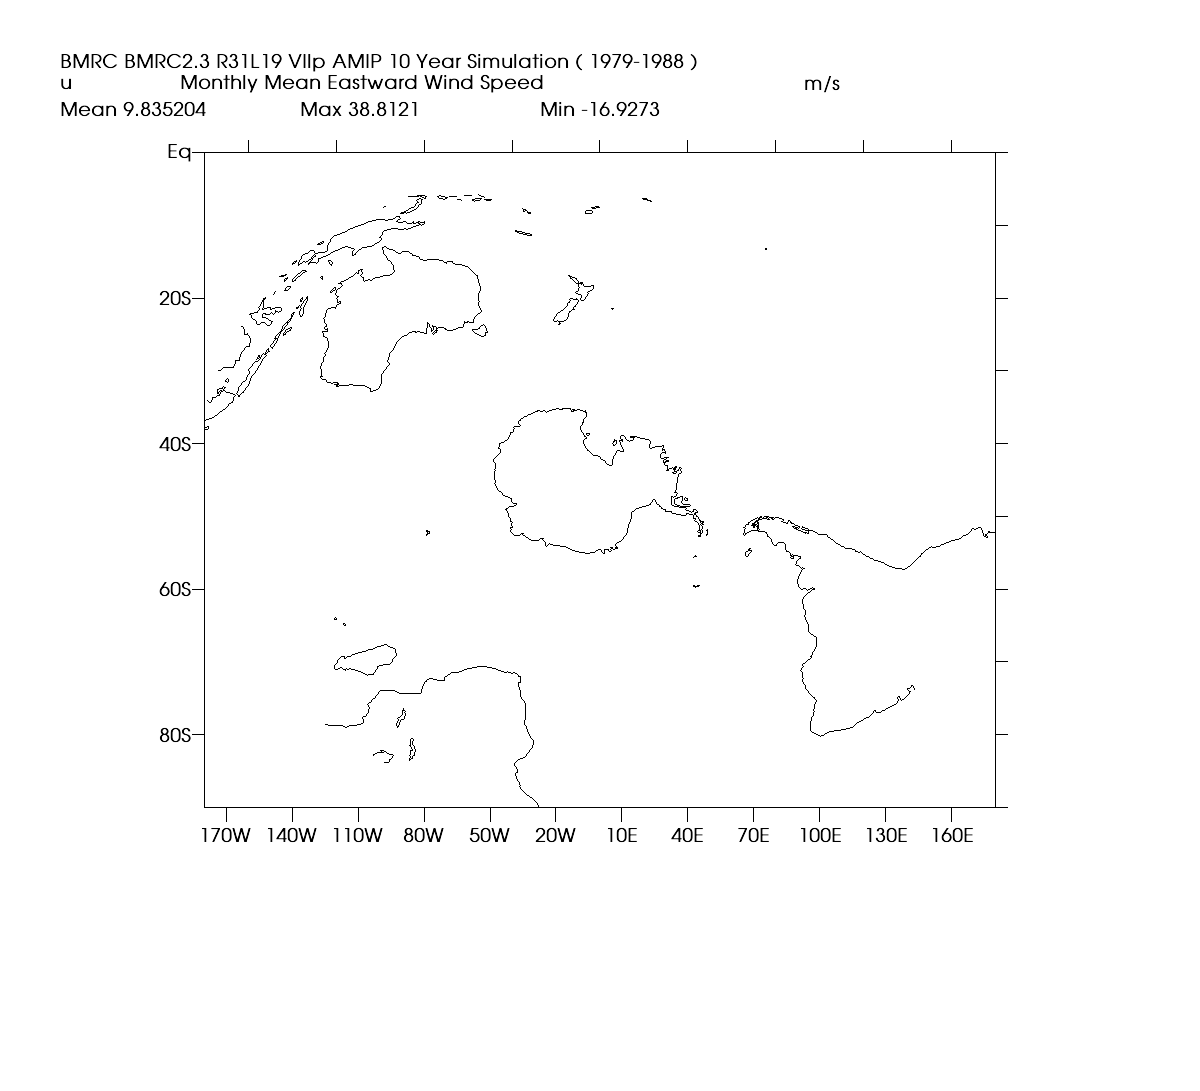 BMRC BMRC2.3 R31L19 VIIp AMIP 10 Year Simulation ( 1979-1988 )
u Monthly Mean Eastward Wind Speed m/s
Mean 9.835204 Max 38.8121 Min -16.9273
Eq
20S
40S
60S
80S
170W 140W 110W 80W 50W 20W 10E 40E 70E 100E 130E 160E